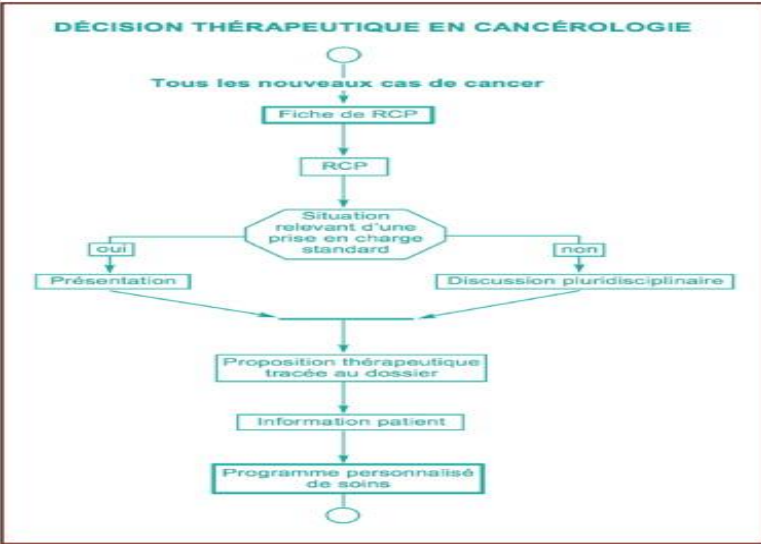 DÉCISION THÉRAPEUTIQUE EN CANCÉROLOGIE
Tous les nouveaux cas de cancer
Fiche de RCP
RCP
Situation
relevant d'une
prise en charge
standard
oui
non
Présentation
Discussion pluridisciplinaire
Proposition thérapeutique
tracée au dossier
Information patient
Programme personnalisé
de soins